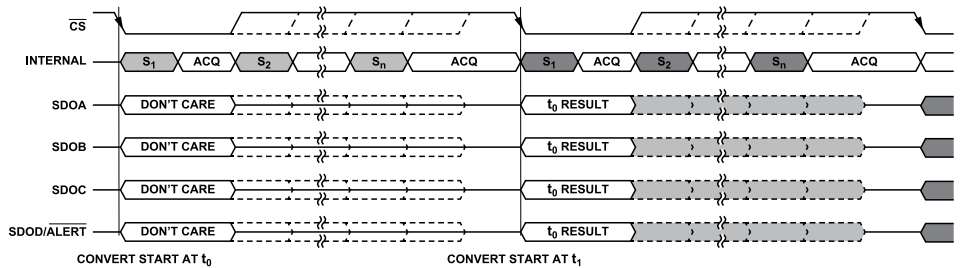 CS
INTERNAL S1 ACQ S2 Sn ACQ S1 ACQ S2 Sn ACQ
SDOA DON'T CARE t0 RESULT
SDOB DON'T CARE t0 RESULT
SDOC DON'T CARE t0 RESULT
SDOD/ALERT DON'T CARE t0 RESULT
CONVERT START AT t0 CONVERT START AT t1